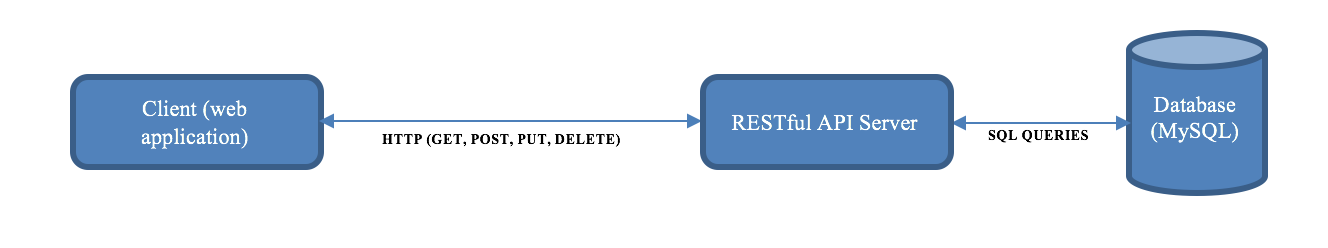 Client (web
application)
HTTP (GET, POST, PUT, DELETE)
RESTful API Server
SQL QUERIES
Database
(MySQL)